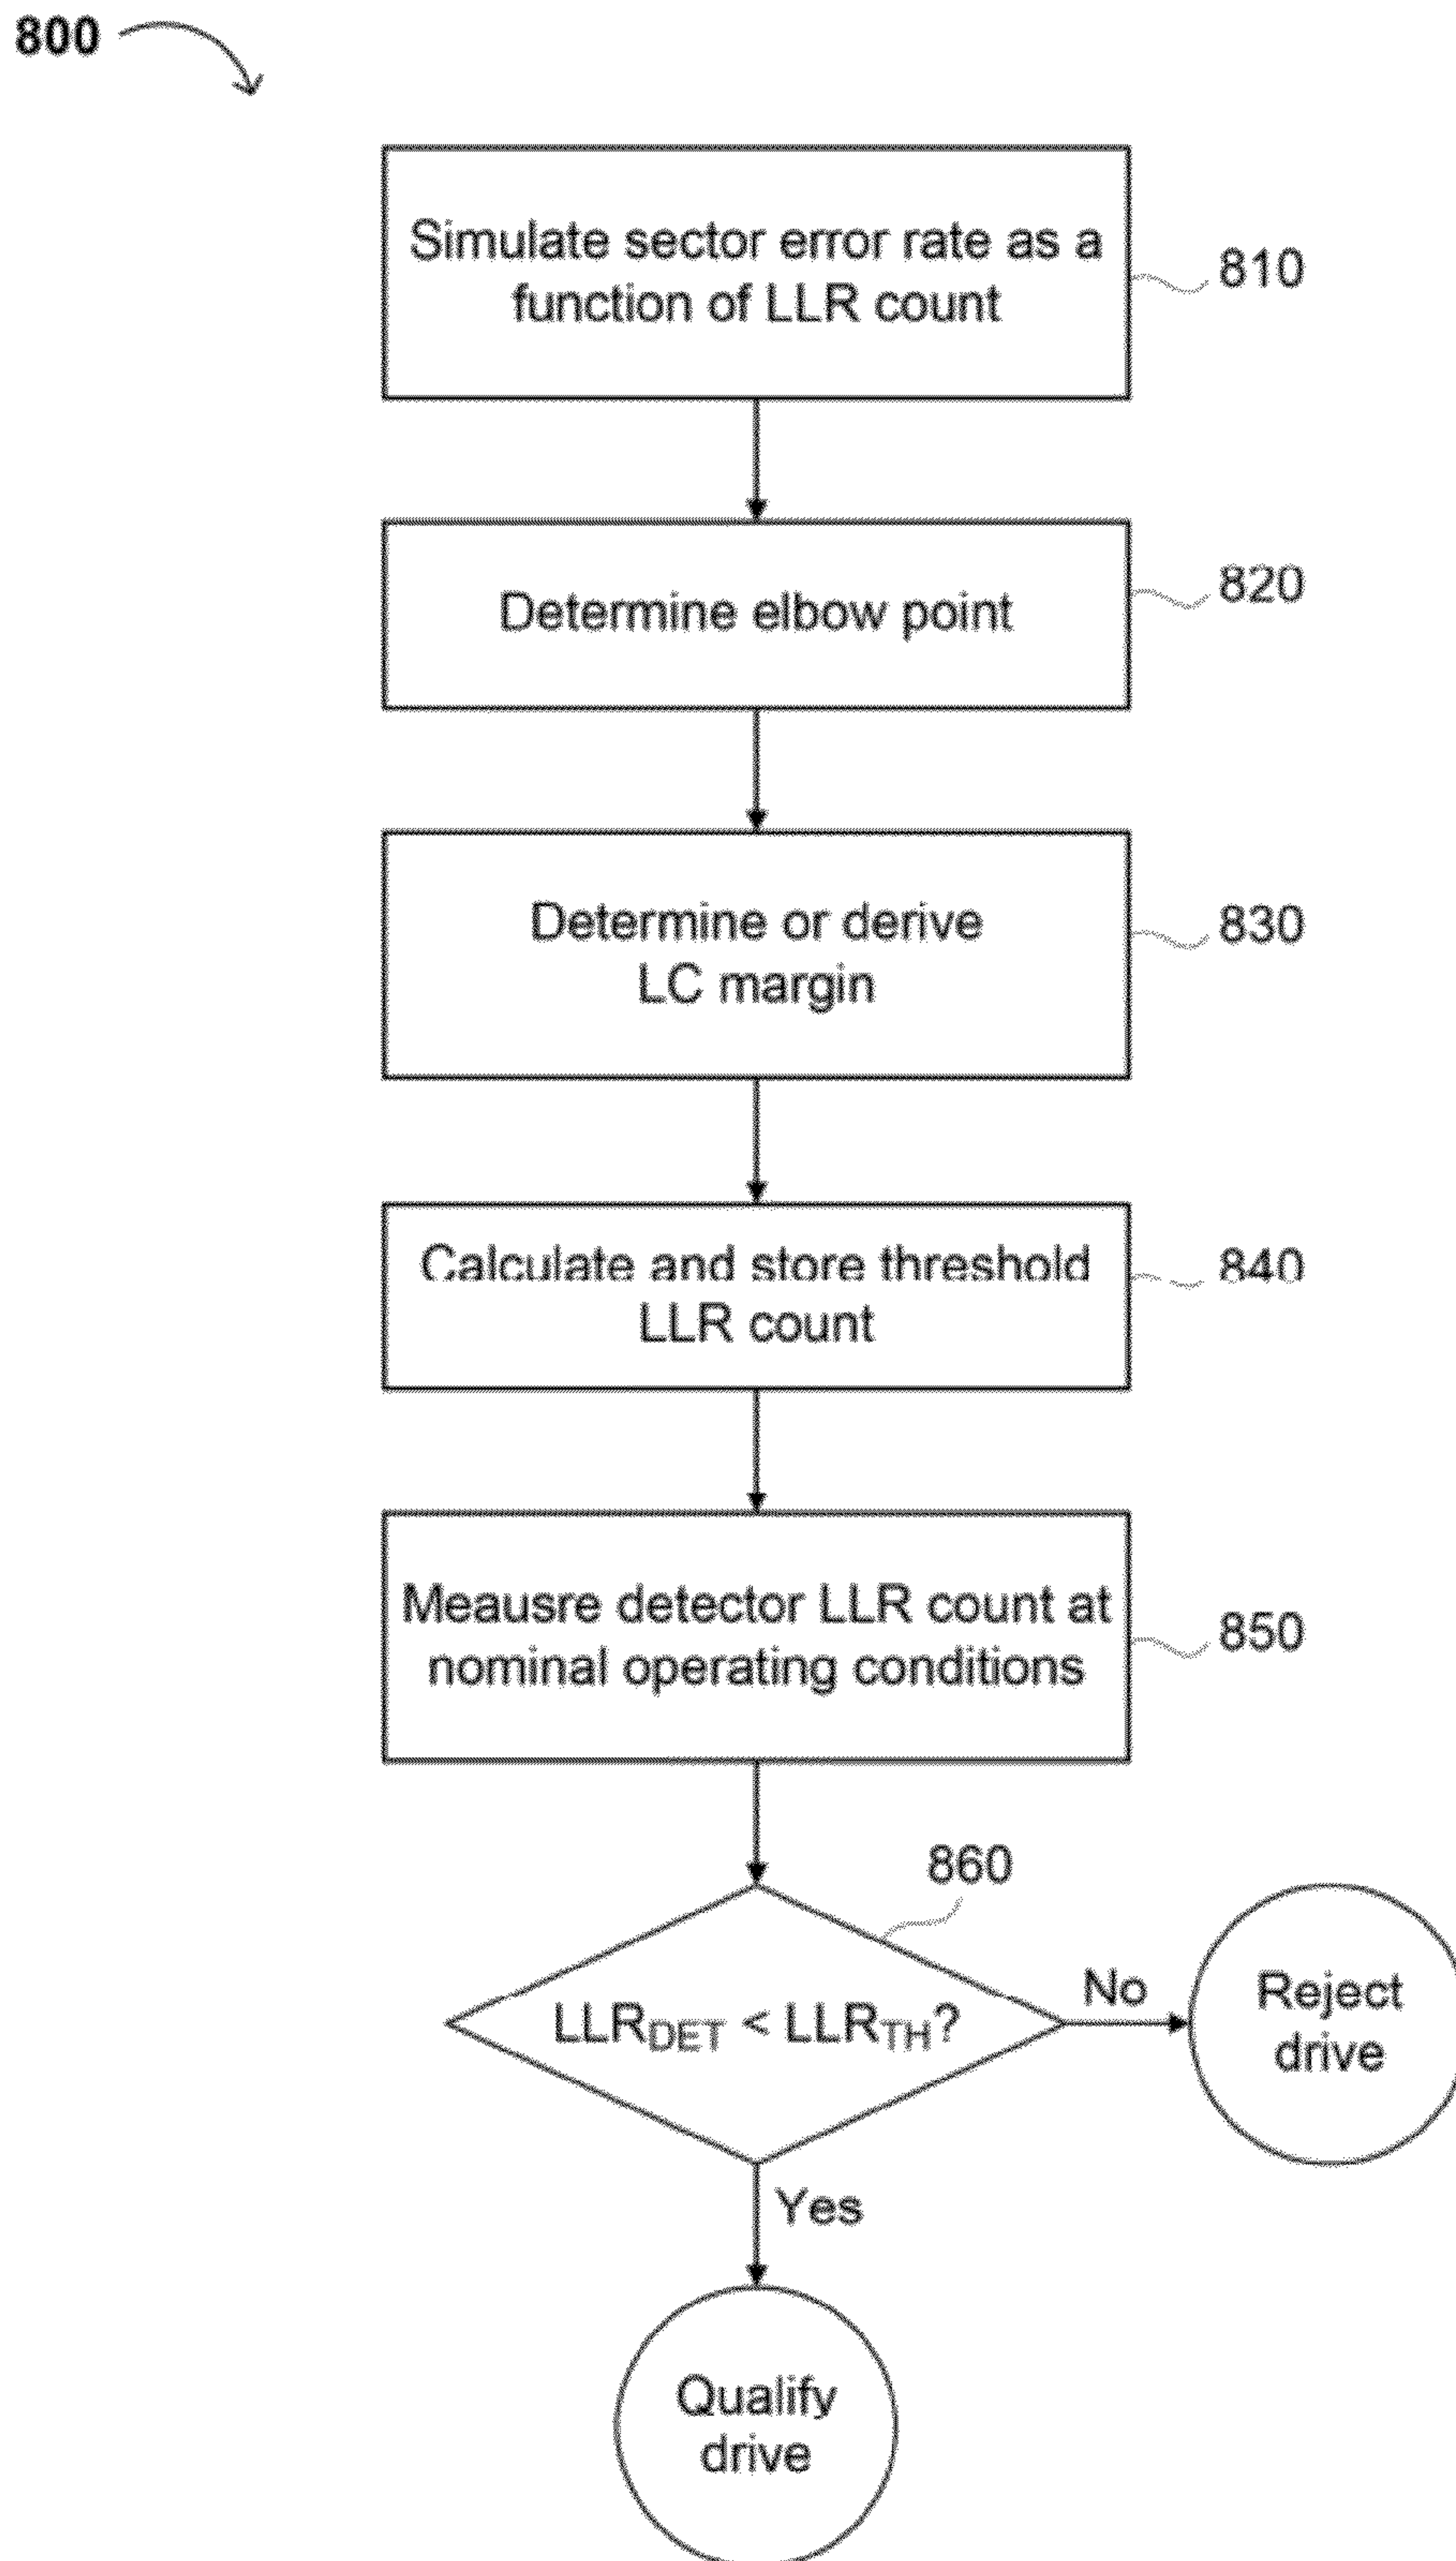 800
Simulate sector error rate as a
function of LLR count
810
Determine elbow point
820
Determine or derive
LC margin
830
Calculate and store threshold
LLR count
840
Meausre detector LLR count at
nominal operating conditions
850
860
LLRDET < LLRTH?
No
Reject
drive
Yes
Qualify
drive